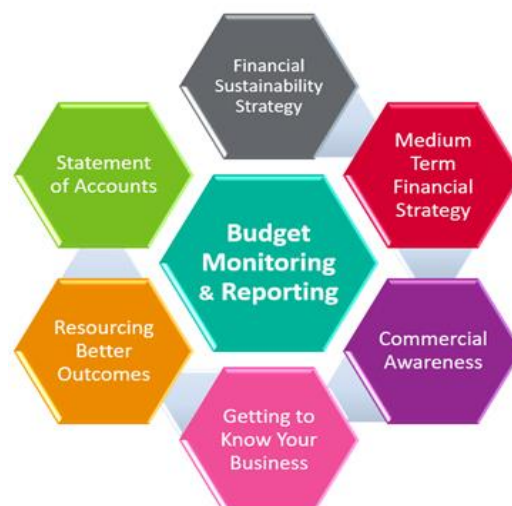 Financial
Sustainability
Strategy
Medium
Term
Financial
Strategy
Commercial
Awareness
Getting to
Know Your
Business
Resourcing
Better
Outcomes
Statement
of Accounts
Budget
Monitoring
& Reporting